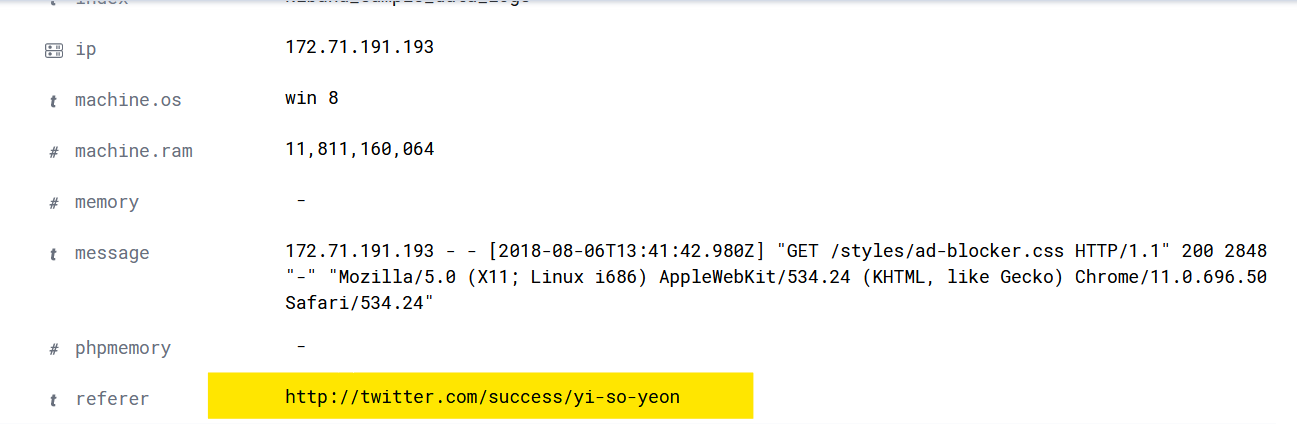 ip 172.71.191.193
t machine.os win 8
# machine.ram 11,811,160,064
# memory -
t message 172.71.191.193 - - [2018-08-06T13:41:42.980Z] "GET /styles/ad-blocker.css HTTP/1.1" 200 2848
"-" "Mozilla/5.0 (X11; Linux i686) AppleWebKit/534.24 (KHTML, like Gecko) Chrome/11.0.696.50
Safari/534.24"
# phpmemory -
t referer http://twitter.com/success/yi-so-yeon